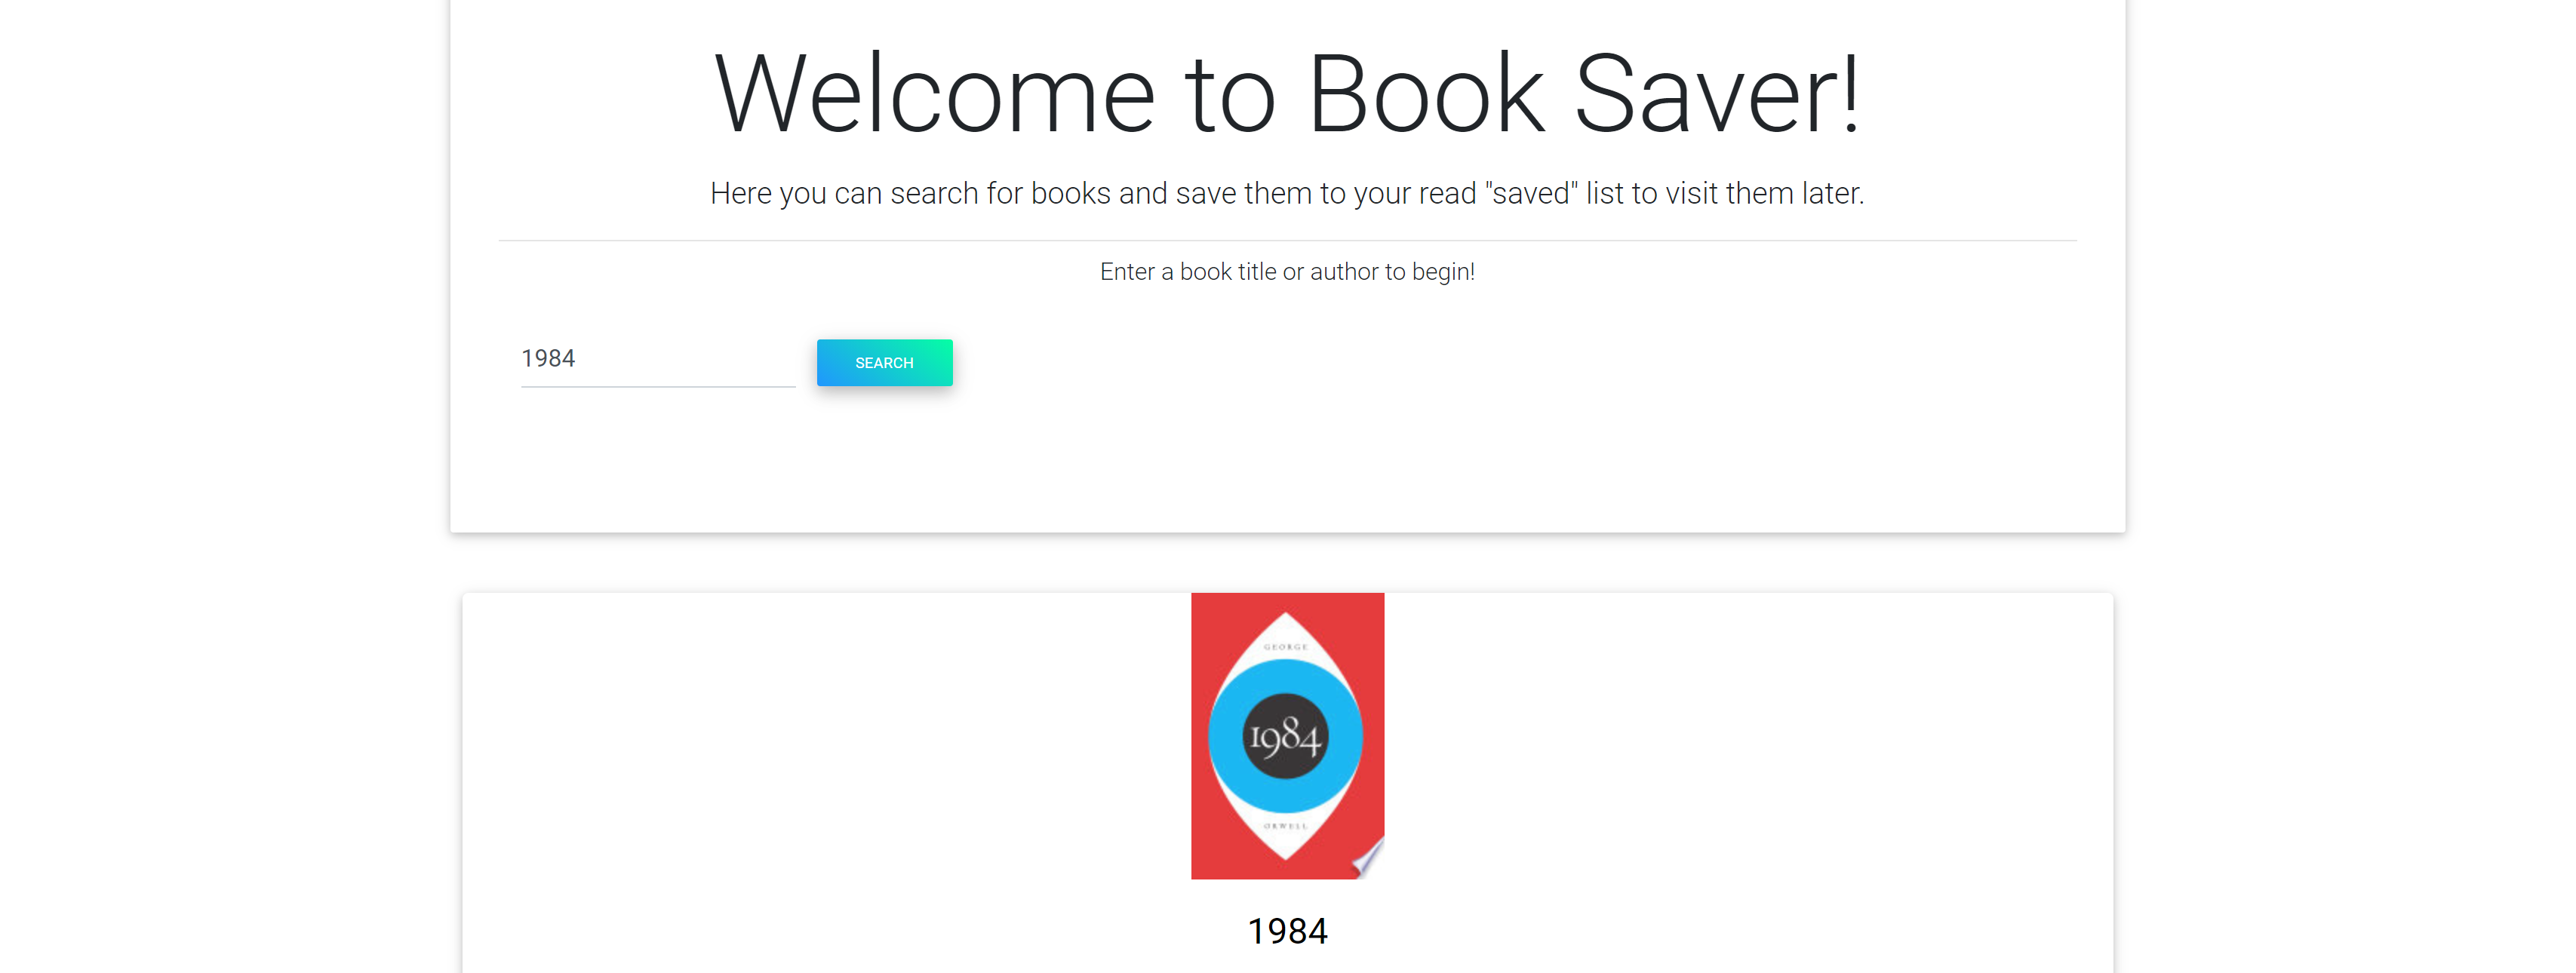 Welcome to Book Saver!
Here you can search for books and save them to your read "saved" list to visit them later.
Enter a book title or author to begin!
1984
SEARCH
GEORGE
1984
ORWELL
1984